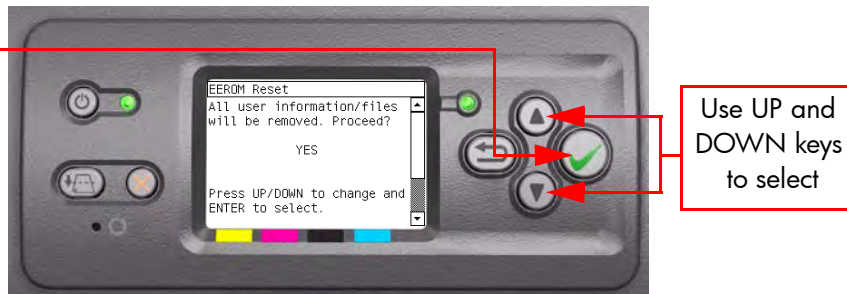 EEROM Reset
All user information/files
will be removed. Proceed?
YES
Press UP/DOWN to change and
ENTER to select.
Use UP and
DOWN keys
to select